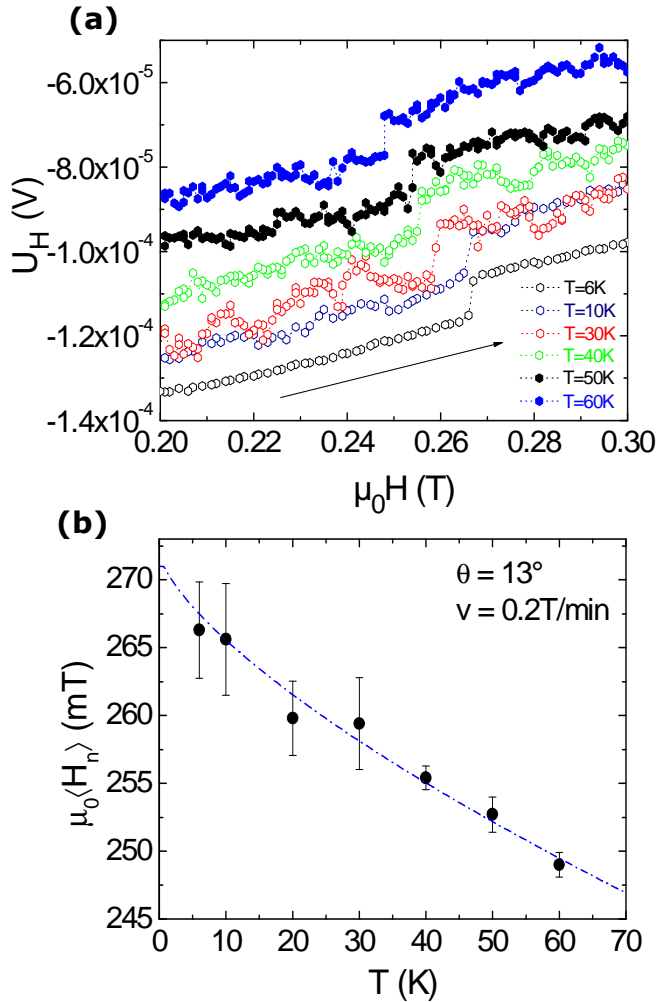 (a)
-6.0x10⁻⁵
-8.0x10⁻⁵
-1.0x10⁻⁴
-1.2x10⁻⁴
-1.4x10⁻⁴
U_H (V)
T=6K
T=10K
T=30K
T=40K
T=50K
T=60K
0.20 0.22 0.24 0.26 0.28 0.30
μ₀H (T)
(b)
θ = 13°
v = 0.2T/min
270
265
260
255
250
245
μ₀⟨Hₙ⟩ (mT)
0 10 20 30 40 50 60 70
T (K)